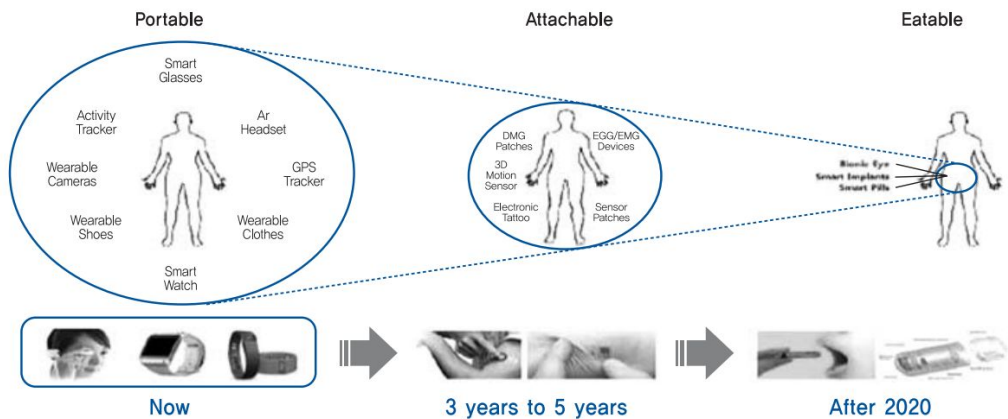 Portable
Attachable
Eatable
Smart
Glasses
Activity
Tracker
Ar
Headset
Wearable
Cameras
GPS
Tracker
Wearable
Shoes
Wearable
Clothes
Smart
Watch
DMG
Patches
EGG/EMG
Devices
3D
Motion
Sensor
Electronic
Tattoo
Sensor
Patches
Bionic Eye
Smart Implants
Smart Pills
Now
3 years to 5 years
After 2020